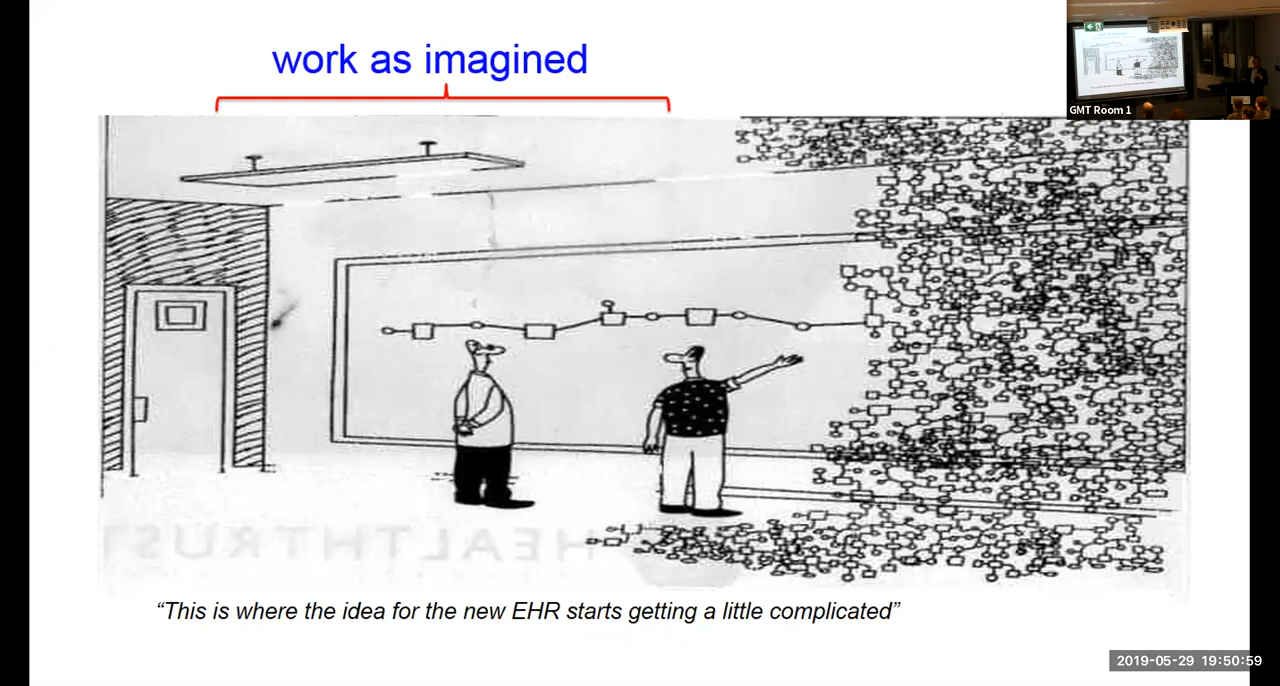 work as imagined
GMT Room 1
HEALTHTRUST
“This is where the idea for the new EHR starts getting a little complicated”
2019-05-29 19:50:59